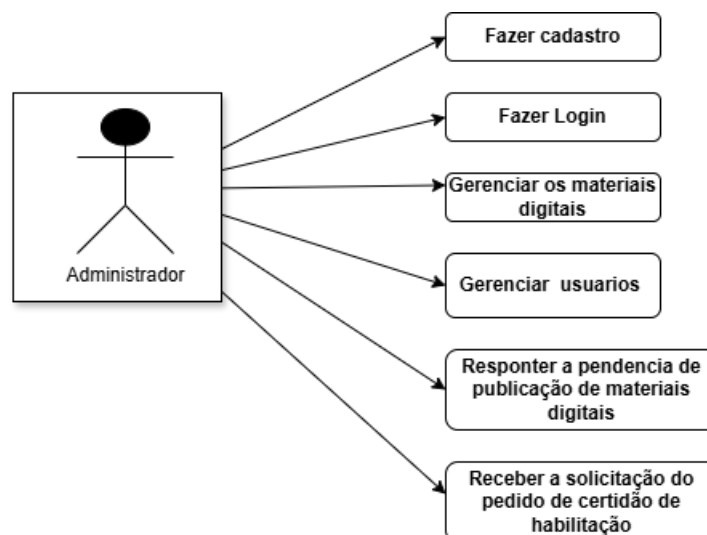 Fazer cadastro
Fazer Login
Gerenciar os materiais
digitais
Administrador
Gerenciar usuarios
Responter a pendencia de
publicação de materiais
digitais
Receber a solicitação do
pedido de certidão de
habilitação